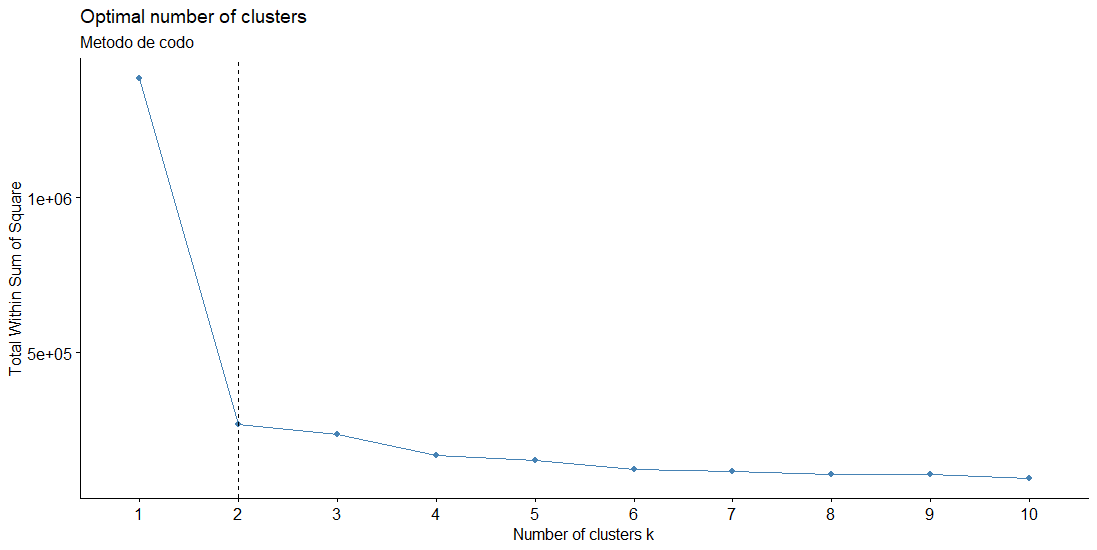 Optimal number of clusters
Metodo de codo
Total Within Sum of Square
1e+06
5e+05
1 2 3 4 5 6 7 8 9 10
Number of clusters k